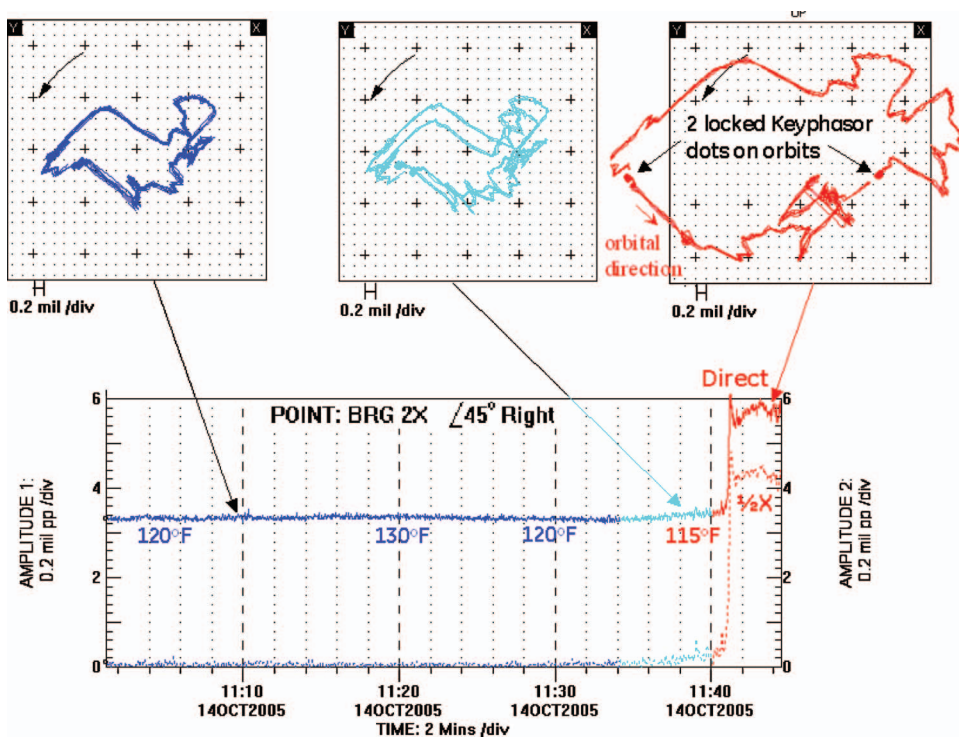 UP
Y X
Y X
Y X
2 locked Keyphasor
dots on orbits
orbital
direction
0.2 mil /div
0.2 mil /div
0.2 mil /div
Direct
POINT: BRG 2X ∠45° Right
½X
120°F 130°F 120°F 115°F
AMPLITUDE 1:
0.2 mil pp /div
6
4
2
0
AMPLITUDE 2:
0.2 mil pp /div
6
4
2
0
11:10 11:20 11:30 11:40
14OCT2005 14OCT2005 14OCT2005 14OCT2005
TIME: 2 Mins /div